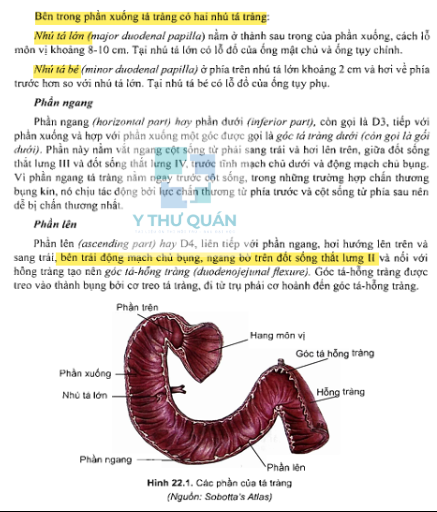 Bên trong phần xuống tá tràng có hai nhú tá tràng:
Nhú tá lớn (major duodenal papilla) nằm ở thành sau trong của phần xuống, cách lỗ
môn vị khoảng 8-10 cm. Tại nhú tá lớn có lỗ đổ của ống mật chủ và ống tụy chính.
Nhú tá bé (minor duodenal papilla) ở phía trên nhú tá lớn khoảng 2 cm và hơi về phía
trước hơn so với nhú tá lớn. Tại nhú tá bé có lỗ đổ của ống tụy phụ.
Phần ngang
Phần ngang (horizontal part) hay phần dưới (inferior part), còn gọi là D3, tiếp với
phần xuống và hợp với phần xuống một góc được gọi là góc tá tràng dưới (còn gọi là gối
dưới). Phần này nằm vắt ngang cột sống từ phải sang trái và hơi lên trên, giữa đốt sống
thắt lưng III và đốt sống thắt lưng IV, trước tĩnh mạch chủ dưới và động mạch chủ bụng.
Vì phần ngang tá tràng nằm ngay trước cột sống, trong những trường hợp chấn thương
bụng kín, nó chịu tác động bởi lực chấn thương từ phía trước và cột sống từ phía sau nên
dễ bị chấn thương nhất.
Y THƯ QUÁN
Phần lên
Phần lên (ascending part) hay D4, liên tiếp với phần ngang, hơi hướng lên trên và
sang trái, bên trái động mạch chủ bụng, ngang bờ trên đốt sống thắt lưng II và nối với
hỗng tràng tạo nên góc tá-hỗng tràng (duodenojejunal flexure). Góc tá-hỗng tràng được
treo vào thành bụng bởi cơ treo tá tràng, đi từ trụ phải cơ hoành đến góc tá-hỗng tràng.
Phần trên
Hang môn vị
Góc tá hỗng tràng
Phần xuống
Nhú tá lớn
Hỗng tràng
Phần ngang
Phần lên
Hình 22.1. Các phần của tá tràng
(Nguồn: Sobotta's Atlas)